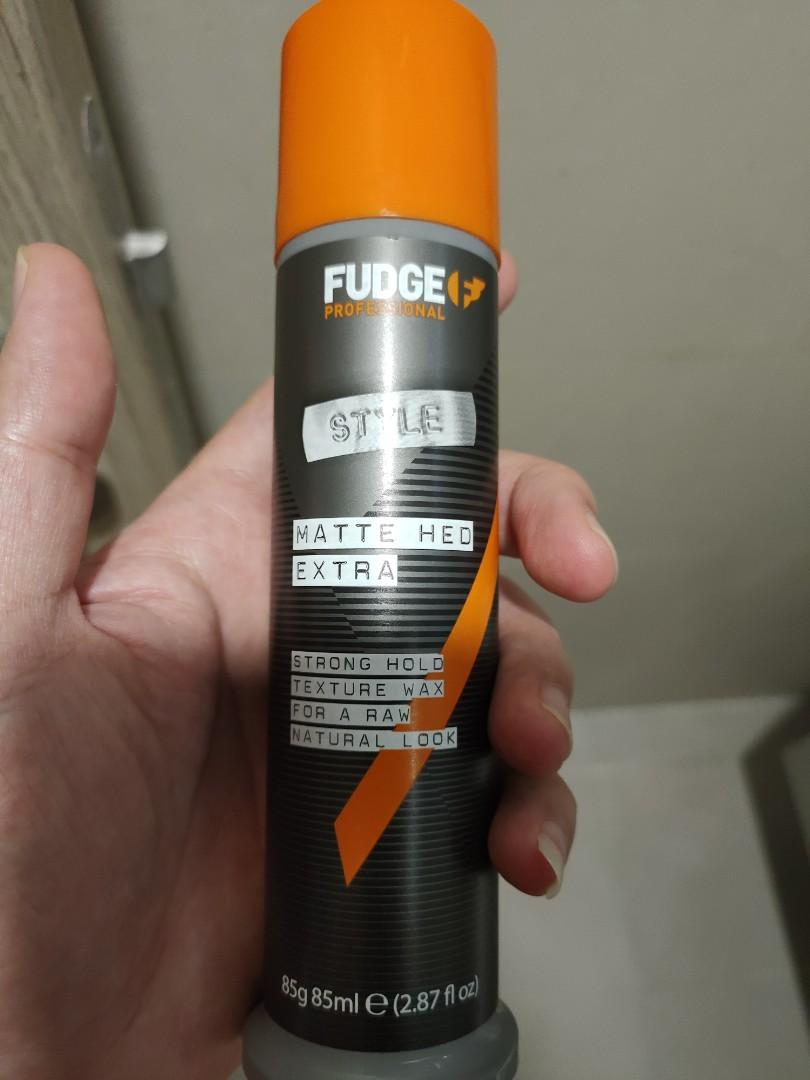 FUDGE
PROFESSIONAL
STYLE
MATTE HED
EXTRA
STRONG HOLD
TEXTURE WAX
FOR A RAW
NATURAL LOOK
85g 85ml ℮ (2.87 fl oz)